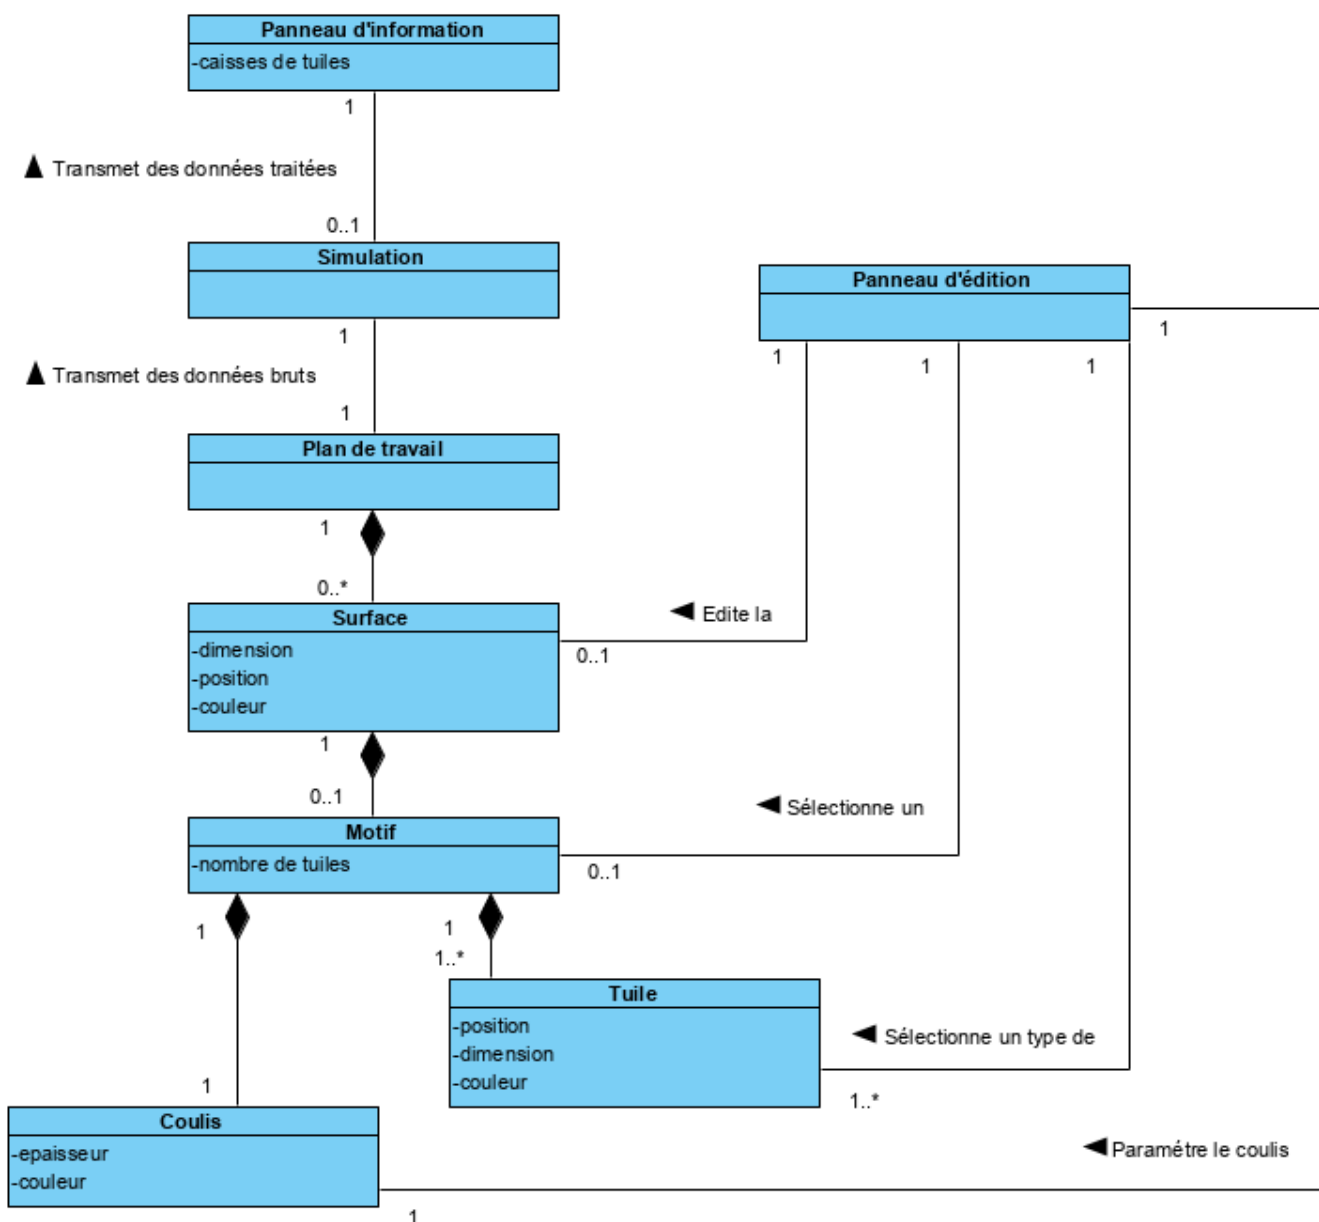 Panneau d'information
-caisses de tuiles
1
Transmet des données traitées
0..1
Simulation
Panneau d'édition
1
1
1
1
1
Transmet des données bruts
1
Plan de travail
1
0..*
Surface
Edite la
-dimension
0..1
-position
-couleur
1
0..1
Sélectionne un
Motif
-nombre de tuiles
0..1
1
1
1..*
Tuile
-position
Sélectionne un type de
-dimension
-couleur
1
1..*
Coulis
Paramétre le coulis
-epaisseur
-couleur
1